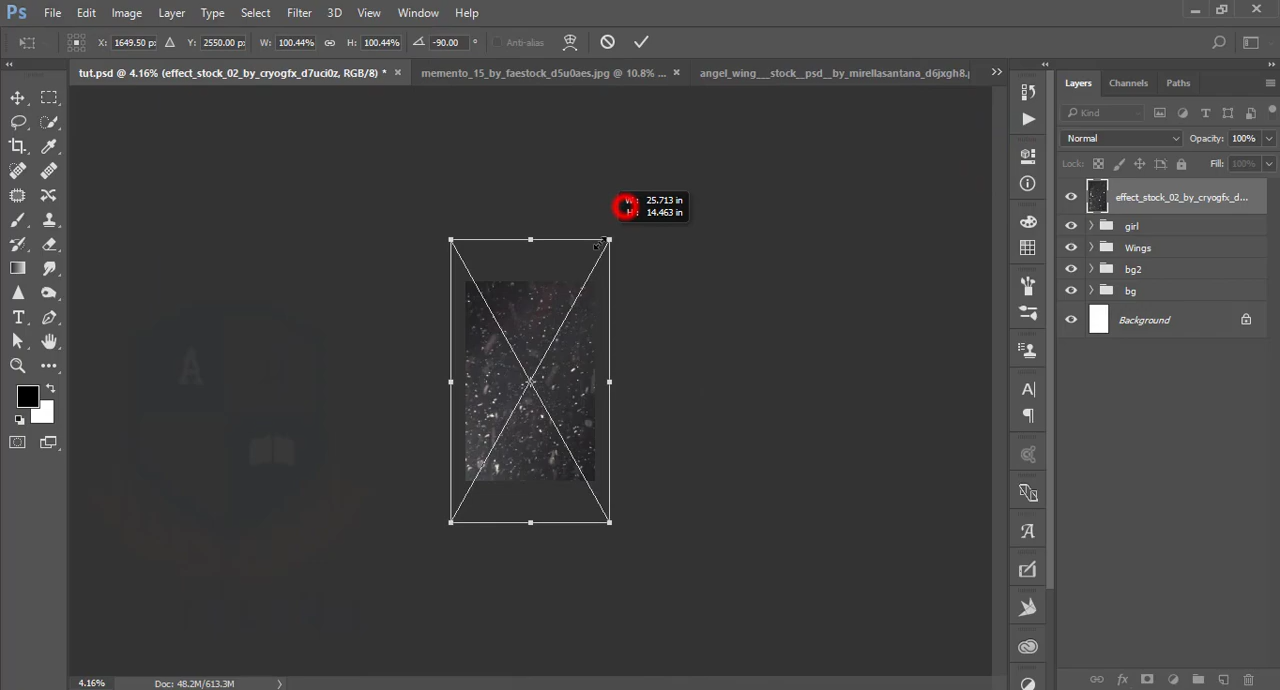 Ps File Edit Image Layer Type Select Filter 3D View Window Help
X: 1649.50 px Y: 2550.00 px W: 100.44% H: 100.44% -90.00 ° Anti-alias
tut.psd @ 4.16% (effect_stock_02_by_cryogfx_d7uci0z, RGB/8) * × memento_15_by_faestock_d5u0aes.jpg @ 10.8% ... × angel_wing___stock__psd__by_mirellasantana_d6jxgh8.p
Layers Channels Paths
Kind
Normal Opacity: 100%
Lock: Fill: 100%
W: 25.713 in
H: 14.463 in
effect_stock_02_by_cryogfx_d...
girl
Wings
bg2
bg
Background
4.16% Doc: 48.2M/613.3M